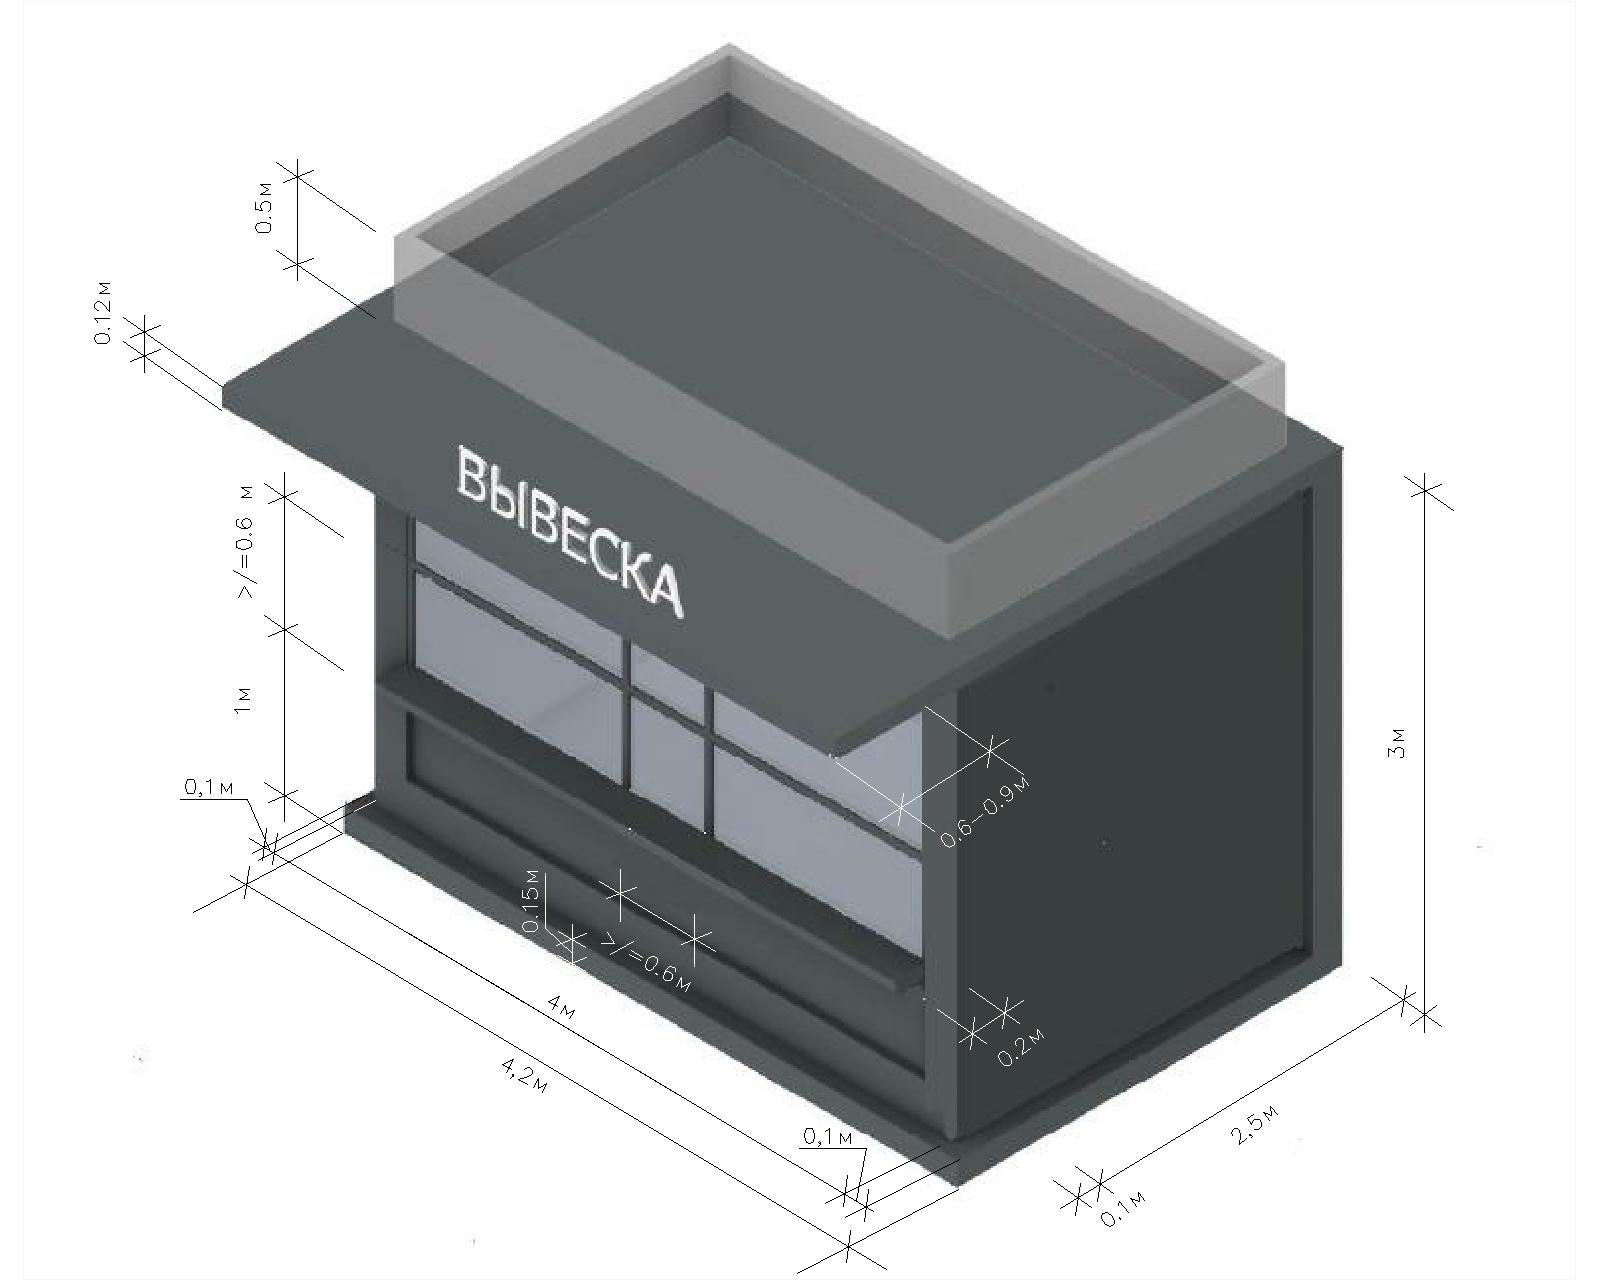 0.5м
0.12м
ВЫВЕСКА
>/=0.6 м
1м
3м
0.6-0.9м
0,1м
0.15м
>/=0.6м
4м
0.2м
4,2м
0,1м
2,5м
0.1м